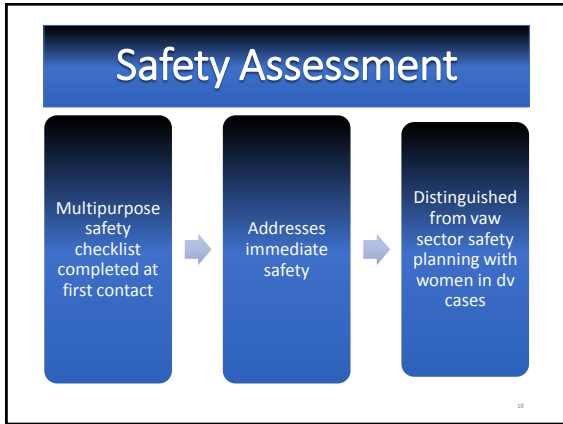 Safety Assessment
Multipurpose
safety
checklist
completed at
first contact
Addresses
immediate
safety
Distinguished
from vaw
sector safety
planning with
women in dv
cases
18